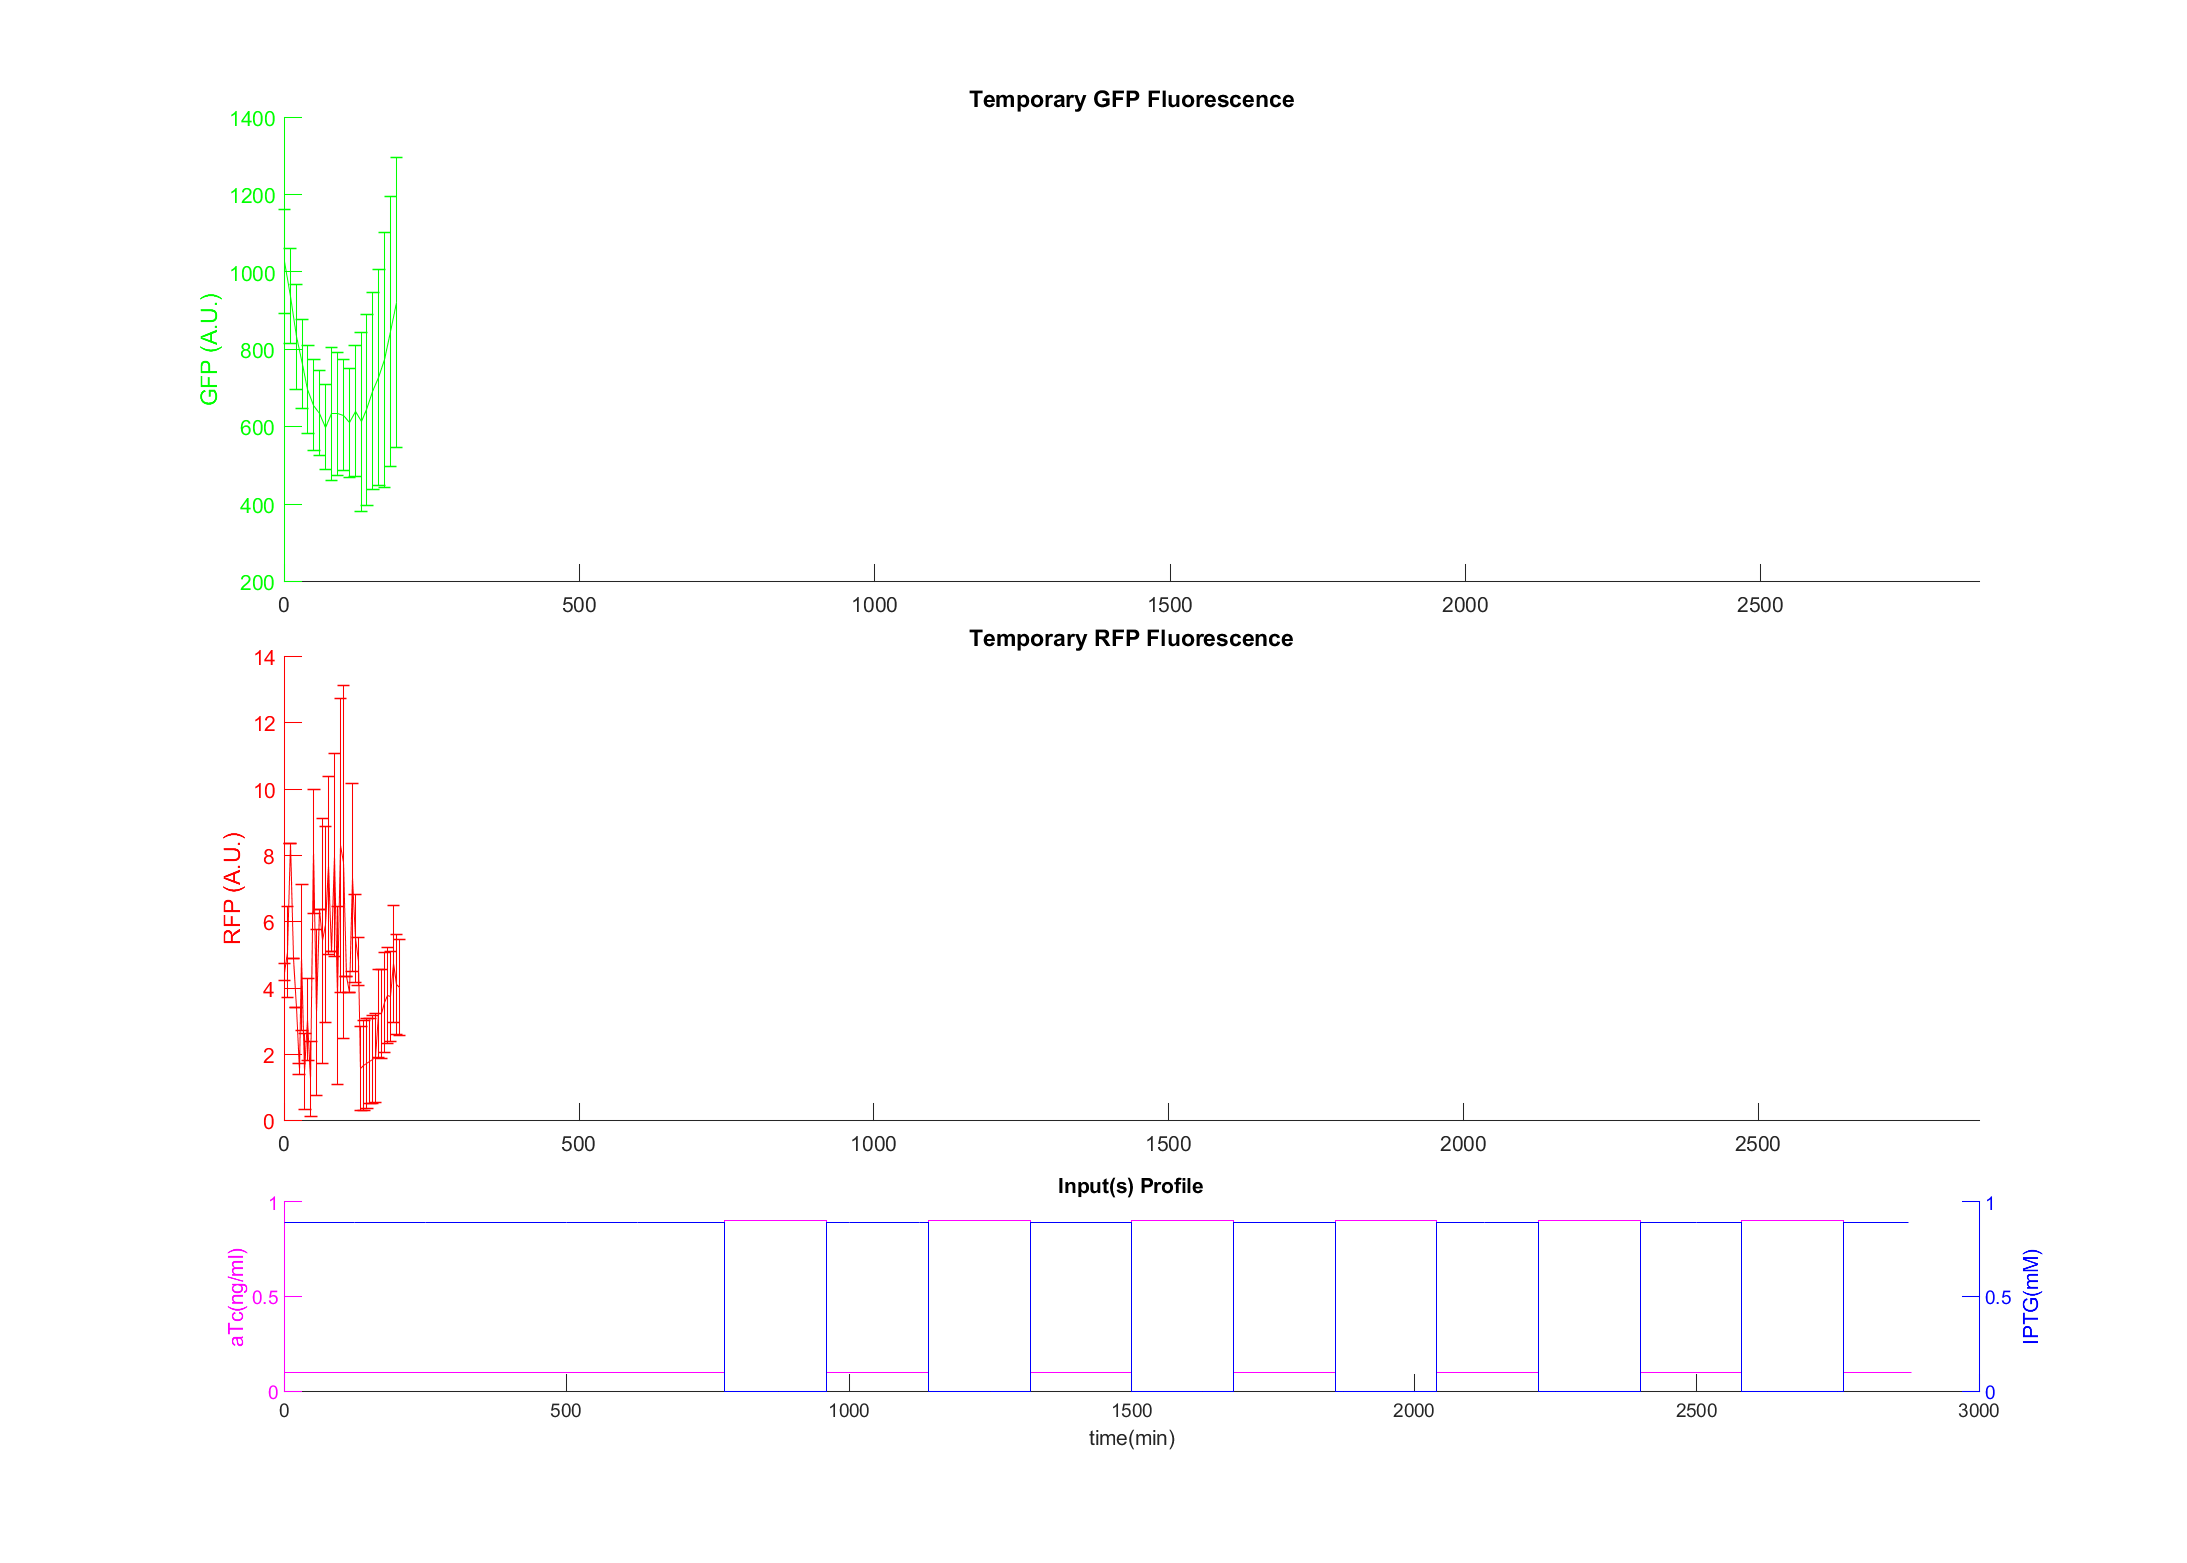 Temporary GFP Fluorescence
1400
1200
1000
800
600
400
200
GFP (A.U.)
0 500 1000 1500 2000 2500
Temporary RFP Fluorescence
14
12
10
8
6
4
2
0
RFP (A.U.)
0 500 1000 1500 2000 2500
Input(s) Profile
1
0.5
0
aTc(ng/ml)
1
0.5
0
IPTG(mM)
0 500 1000 1500 2000 2500 3000
time(min)